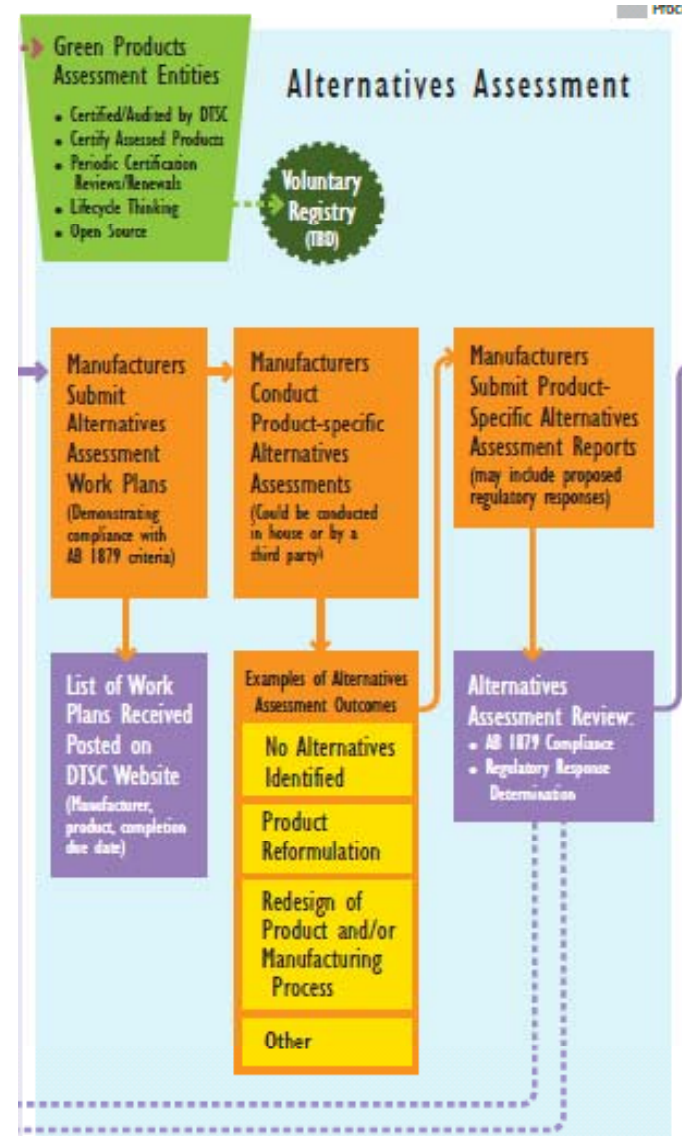 Green Products
Assessment Entities
• Certified/Audited by DTSC
• Certify Assessed Products
• Periodic Certification
Reviews/Renewals
• Lifecycle Thinking
• Open Source
Alternatives Assessment
Voluntary
Registry
(TBD)
Manufacturers
Submit
Alternatives
Assessment
Work Plans
(Demonstrating
compliance with
AB 1879 criteria)
Manufacturers
Conduct
Product-specific
Alternatives
Assessments
(Could be conducted
in house or by a
third party)
Manufacturers
Submit Product-
Specific Alternatives
Assessment Reports
(may include proposed
regulatory responses)
List of Work
Plans Received
Posted on
DTSC Website
(Manufacturer,
product, completion
due date)
Examples of Alternatives
Assessment Outcomes
No Alternatives
Identified
Product
Reformulation
Redesign of
Product and/or
Manufacturing
Process
Other
Alternatives
Assessment Review:
• AB 1879 Compliance
• Regulatory Response
Determination